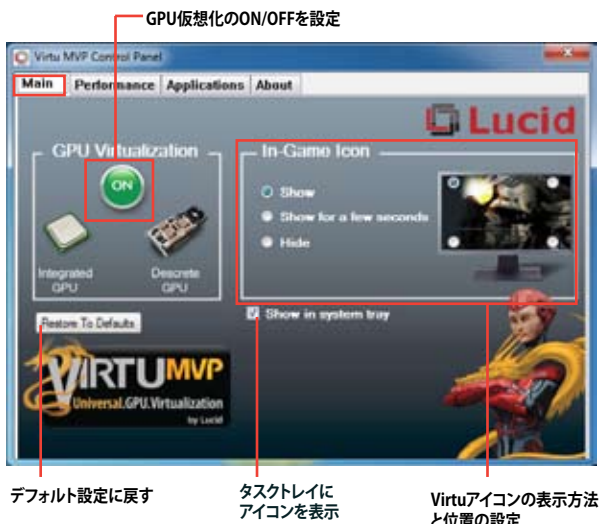 GPU仮想化のON/OFFを設定
Virtu MVP Control Panel
Main Performance Applications About
Lucid
GPU Virtualization
ON
Integrated
GPU
Descrete
GPU
In-Game Icon
Show
Show for a few seconds
Hide
Restore To Defaults
Show in system tray
VIRTU MVP
Universal.GPU.Virtualization
by Lucid
デフォルト設定に戻す
タスクトレイに
アイコンを表示
Virtuアイコンの表示方法
と位置の設定